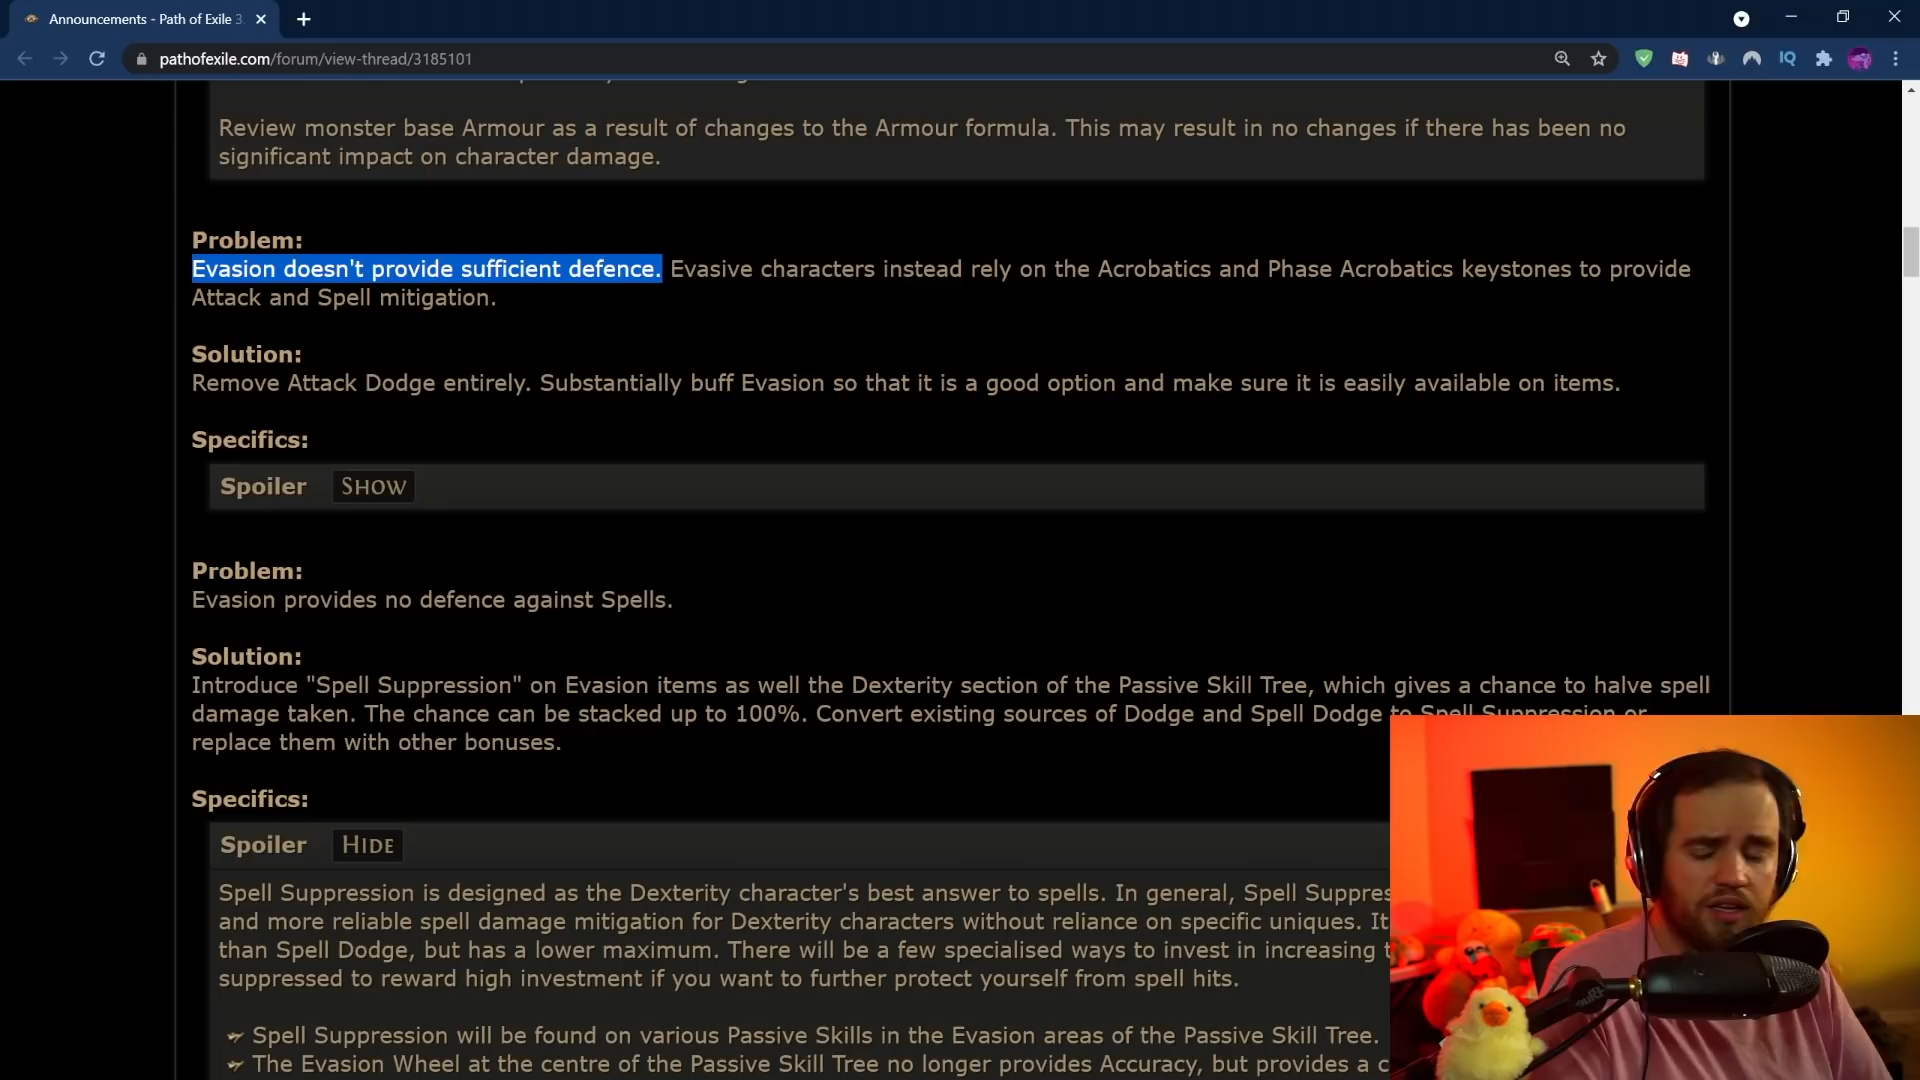 Announcements - Path of Exile 3
pathofexile.com/forum/view-thread/3185101
IQ
Review monster base Armour as a result of changes to the Armour formula. This may result in no changes if there has been no
significant impact on character damage.
Problem:
Evasion doesn't provide sufficient defence. Evasive characters instead rely on the Acrobatics and Phase Acrobatics keystones to provide
Attack and Spell mitigation.
Solution:
Remove Attack Dodge entirely. Substantially buff Evasion so that it is a good option and make sure it is easily available on items.
Specifics:
Spoiler SHOW
Problem:
Evasion provides no defence against Spells.
Solution:
Introduce "Spell Suppression" on Evasion items as well the Dexterity section of the Passive Skill Tree, which gives a chance to halve spell
damage taken. The chance can be stacked up to 100%. Convert existing sources of Dodge and Spell Dodge to Spell Suppression or
replace them with other bonuses.
Specifics:
Spoiler HIDE
Spell Suppression is designed as the Dexterity character's best answer to spells. In general, Spell Suppres
and more reliable spell damage mitigation for Dexterity characters without reliance on specific uniques. It
than Spell Dodge, but has a lower maximum. There will be a few specialised ways to invest in increasing t
suppressed to reward high investment if you want to further protect yourself from spell hits.
Spell Suppression will be found on various Passive Skills in the Evasion areas of the Passive Skill Tree.
The Evasion Wheel at the centre of the Passive Skill Tree no longer provides Accuracy, but provides a c